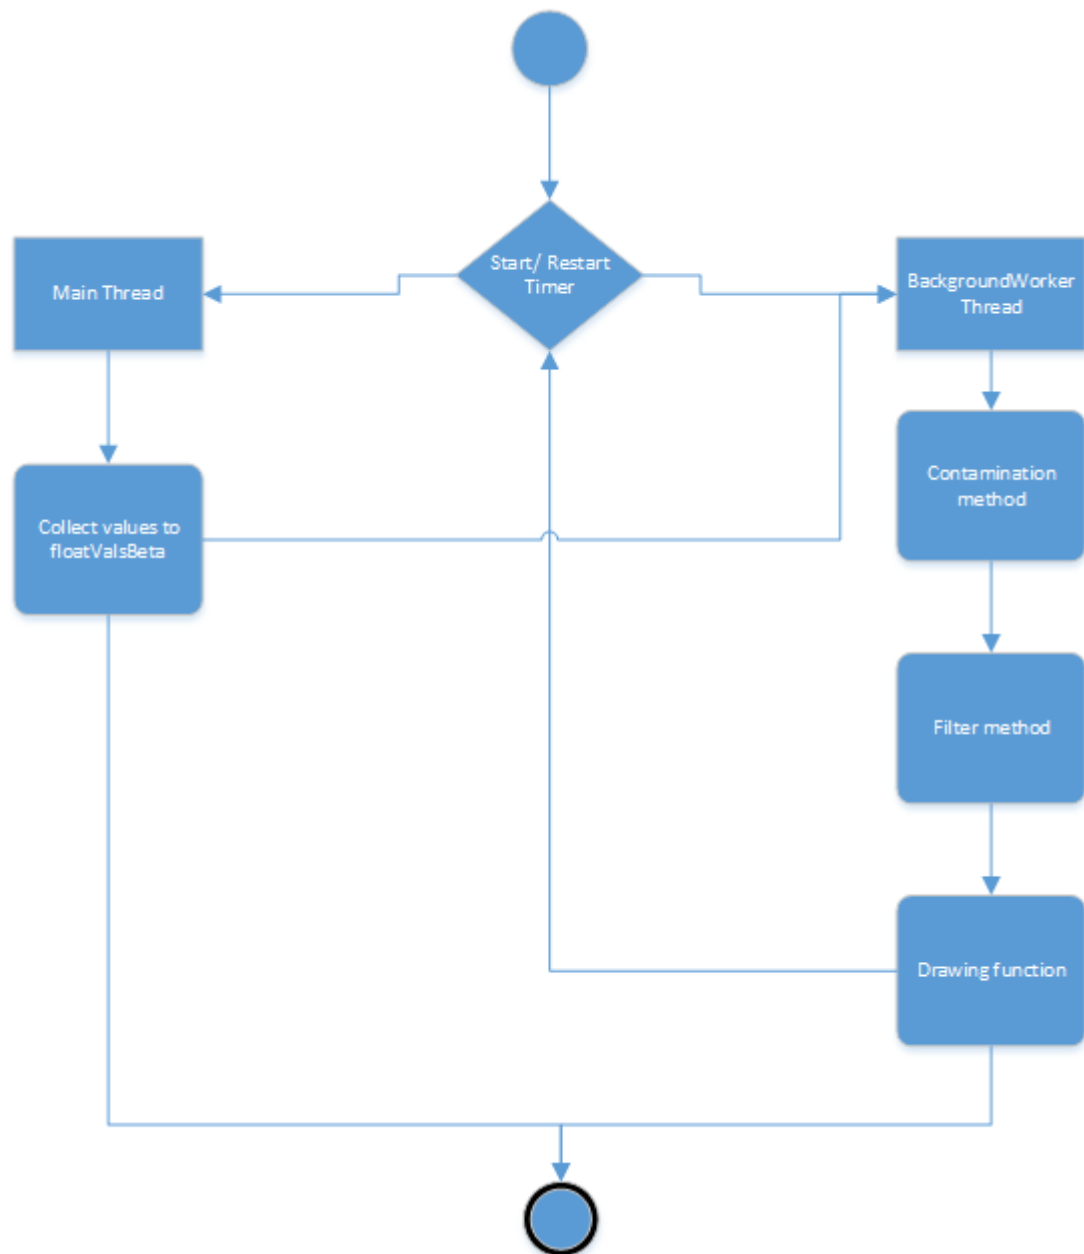 Start/ Restart
Timer
Main Thread
BackgroundWorker
Thread
Collect values to
floatValsBeta
Contamination
method
Filter method
Drawing function